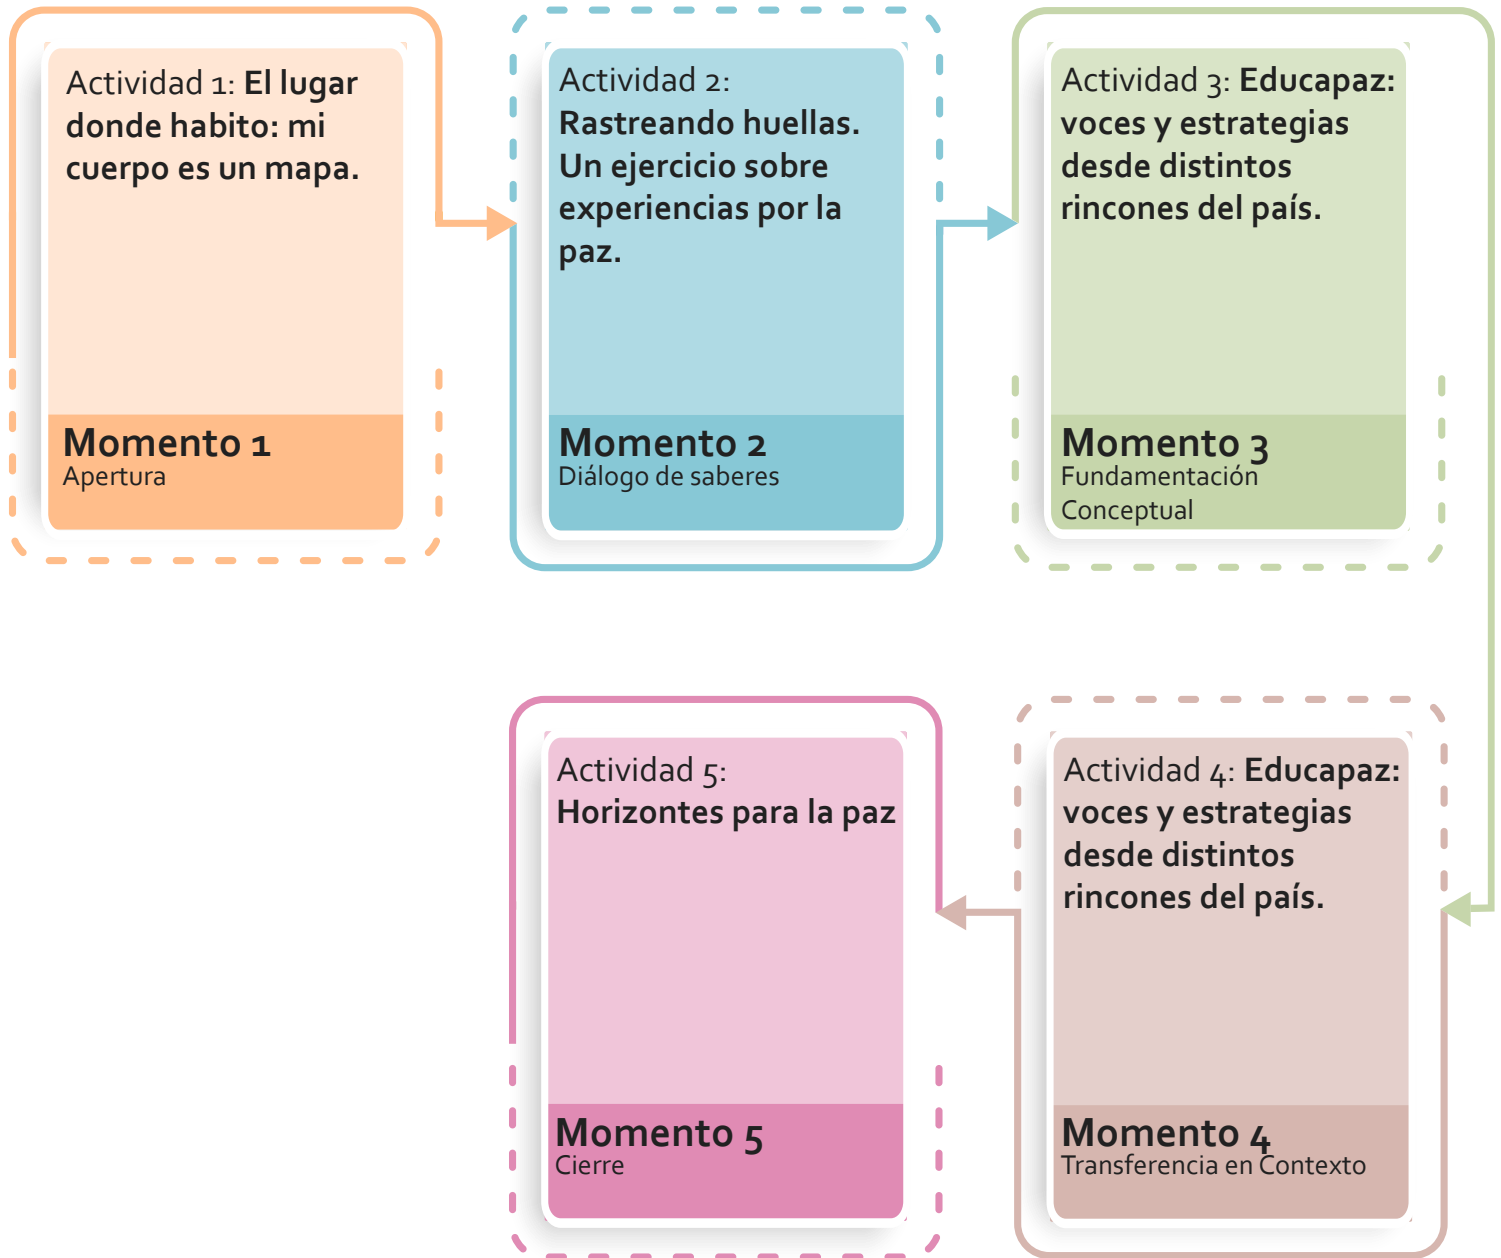 Actividad 1: El lugar
donde habito: mi
cuerpo es un mapa.
Momento 1
Apertura
Actividad 2:
Rastreando huellas.
Un ejercicio sobre
experiencias por la
paz.
Momento 2
Diálogo de saberes
Actividad 3: Educapaz:
voces y estrategias
desde distintos
rincones del país.
Momento 3
Fundamentación
Conceptual
Actividad 4: Educapaz:
voces y estrategias
desde distintos
rincones del país.
Momento 4
Transferencia en Contexto
Actividad 5:
Horizontes para la paz
Momento 5
Cierre